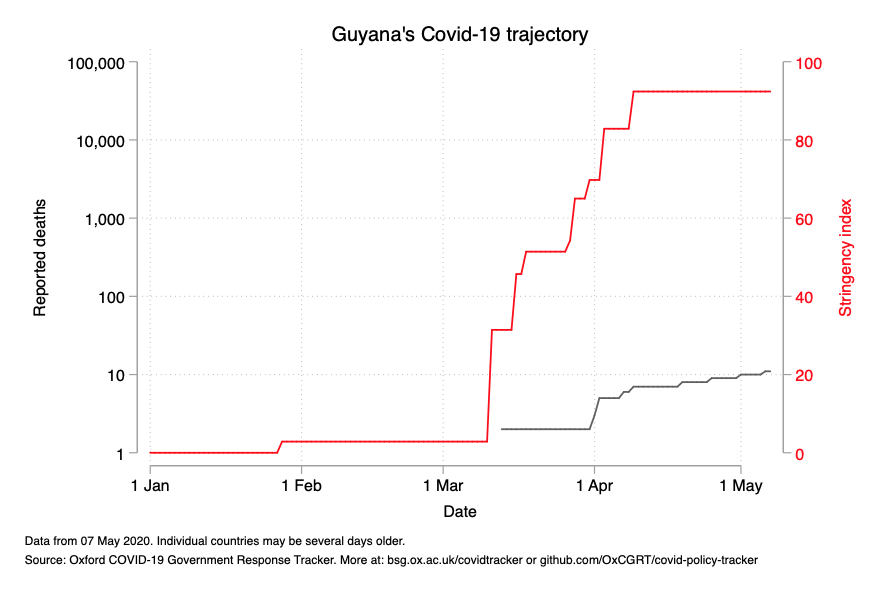 Guyana's Covid-19 trajectory
100,000
10,000
1,000
100
10
1
Reported deaths
100
80
60
40
20
0
Stringency index
1 Jan
1 Feb
1 Mar
1 Apr
1 May
Date
Data from 07 May 2020. Individual countries may be several days older.
Source: Oxford COVID-19 Government Response Tracker. More at: bsg.ox.ac.uk/covidtracker or github.com/OxCGRT/covid-policy-tracker